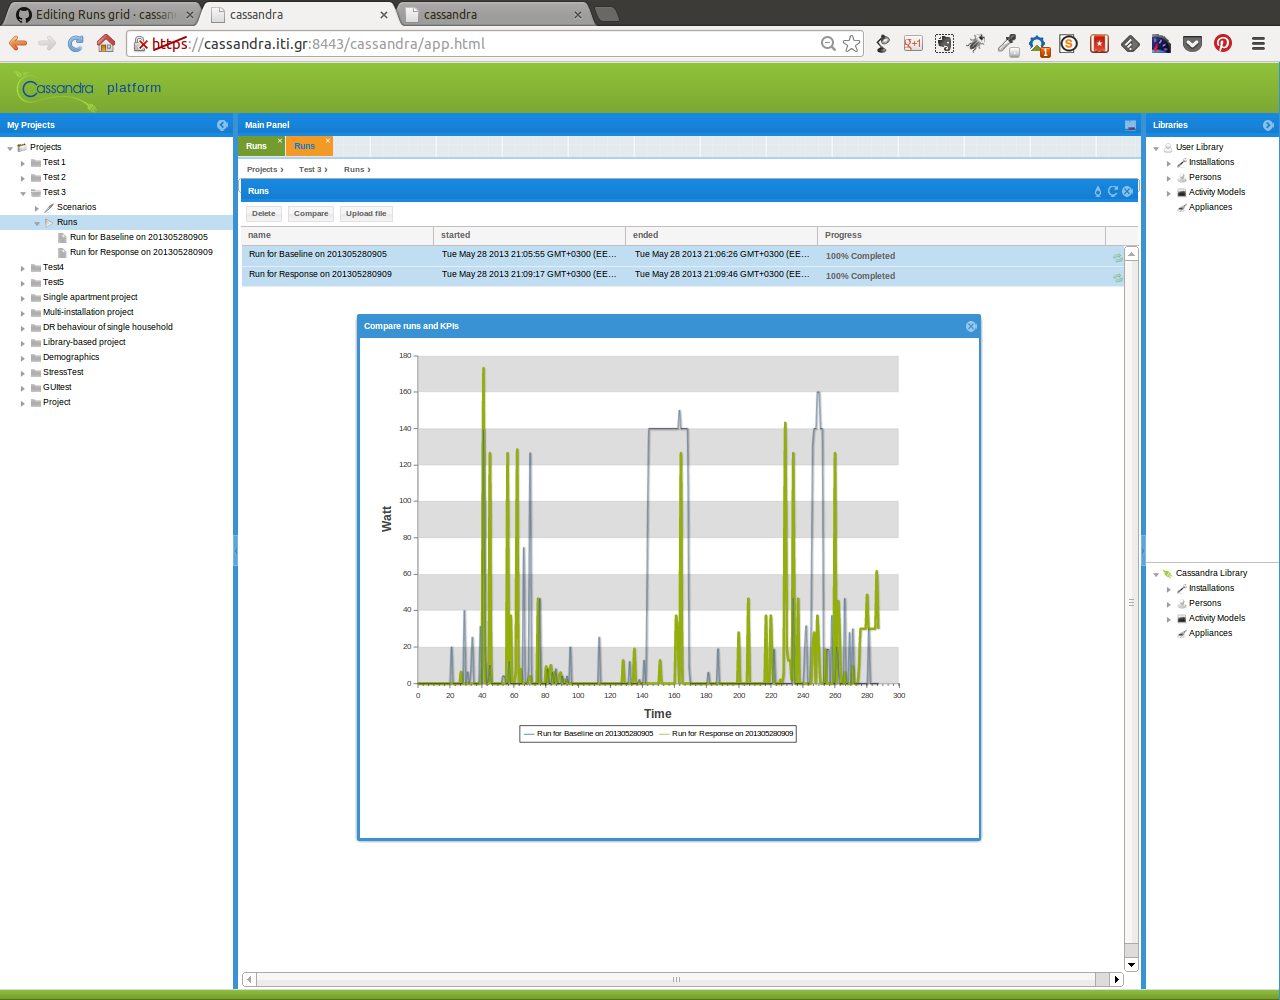 Editing Runs grid · cassan
cassandra
cassandra
https://cassandra.iti.gr:8443/cassandra/app.html
Cassandra platform
My Projects
Projects
Test 1
Test 2
Test 3
Scenarios
Runs
Run for Baseline on 201305280905
Run for Response on 201305280909
Test4
Test5
Single apartment project
Multi-installation project
DR behaviour of single household
Library-based project
Demographics
StressTest
GUItest
Project
Main Panel
Runs
Runs
Projects › Test 3 › Runs ›
Runs
Delete Compare Upload file
name started ended Progress
Run for Baseline on 201305280905 Tue May 28 2013 21:05:55 GMT+0300 (EE... Tue May 28 2013 21:06:26 GMT+0300 (EE... 100% Completed
Run for Response on 201305280909 Tue May 28 2013 21:09:17 GMT+0300 (EE... Tue May 28 2013 21:09:46 GMT+0300 (EE... 100% Completed
Compare runs and KPIs
180
160
140
120
100
80
60
40
20
0
Watt
0 20 40 60 80 100 120 140 160 180 200 220 240 260 280 300
Time
Run for Baseline on 201305280905 Run for Response on 201305280909
Libraries
User Library
Installations
Persons
Activity Models
Appliances
Cassandra Library
Installations
Persons
Activity Models
Appliances